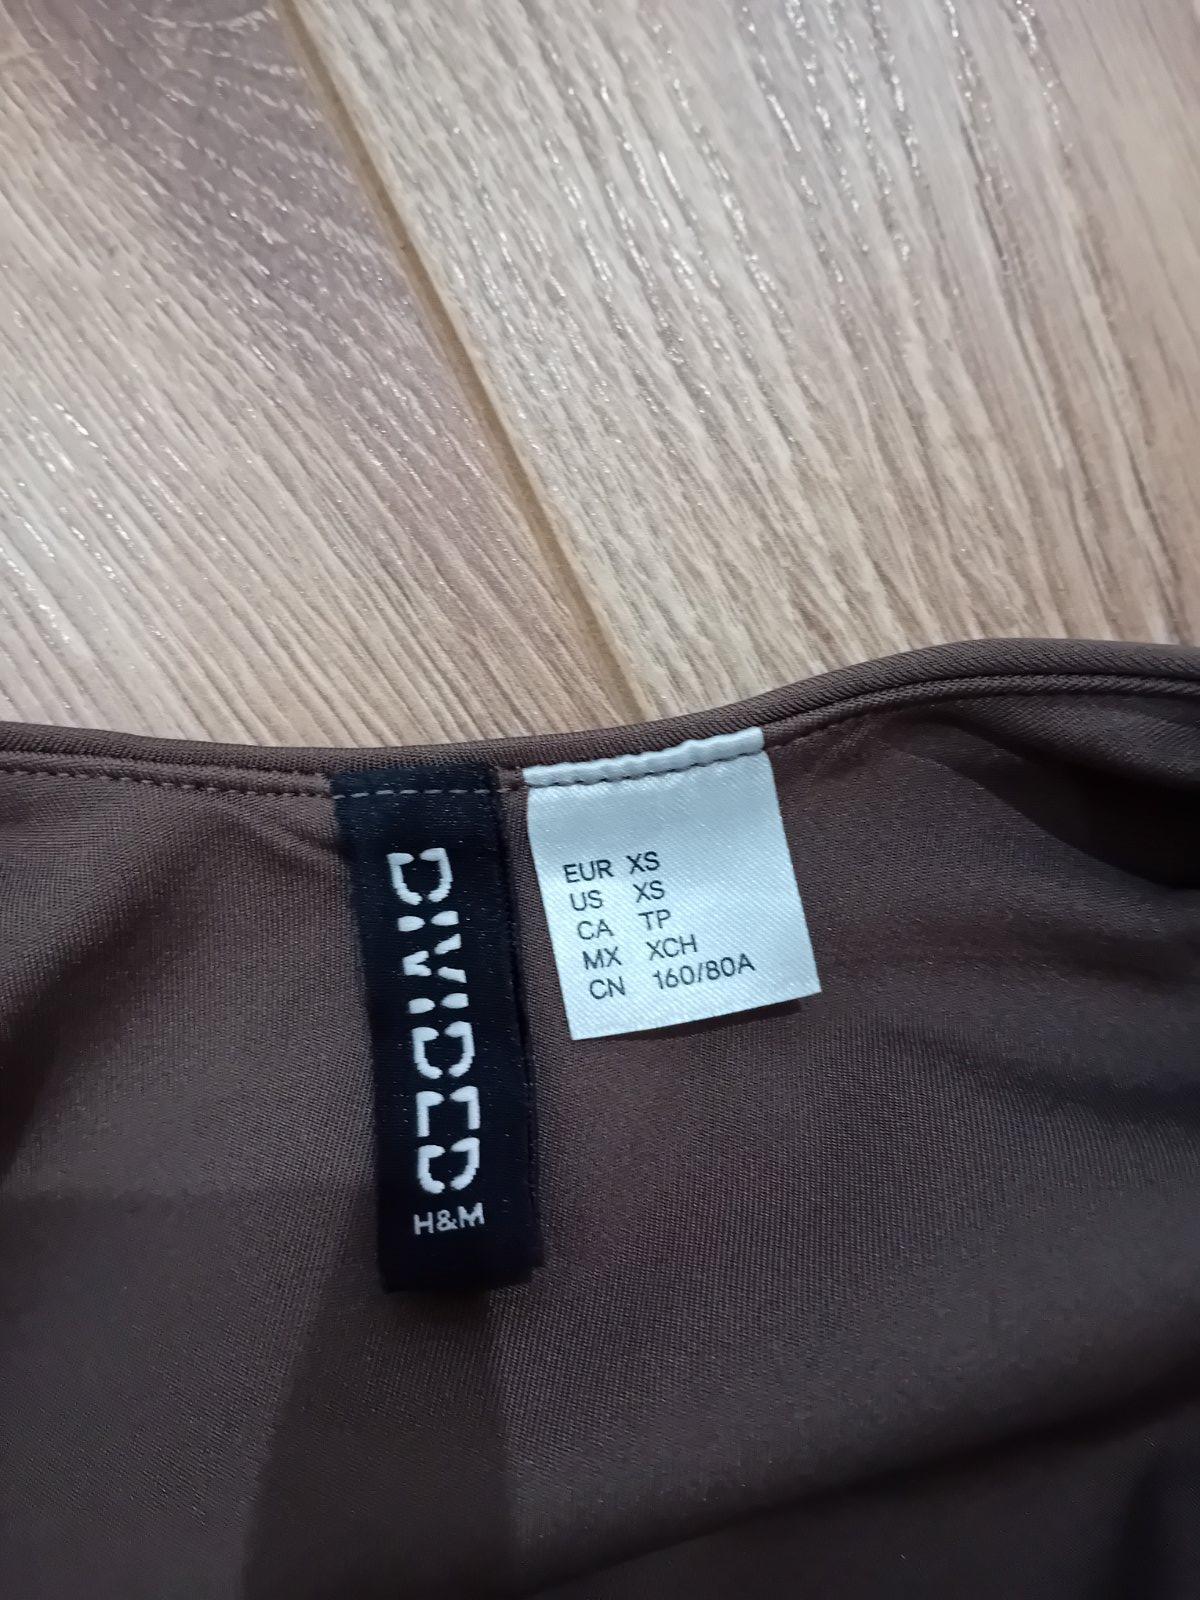 DIVIDED
H&M
EUR XS
US XS
CA TP
MX XCH
CN 160/80A